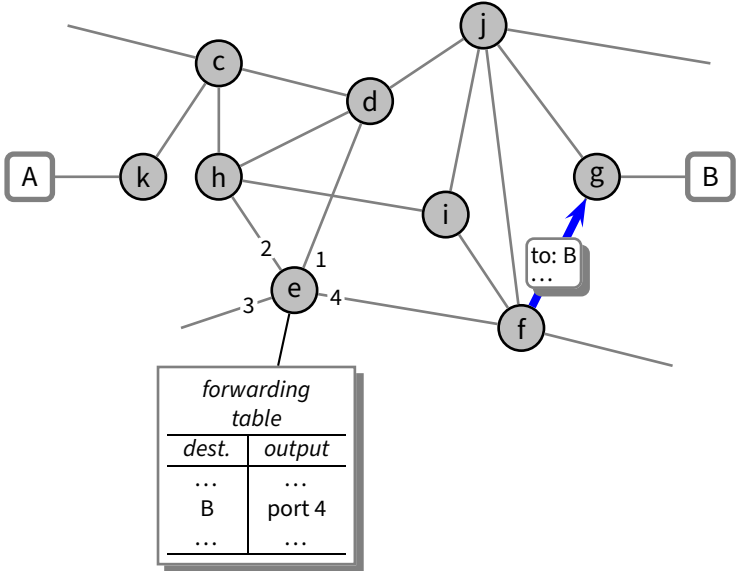 j
c
d
A
k
h
g
B
i
to: B
...
2
1
e
3
4
f
forwarding
table
dest. output
... ...
B port 4
... ...